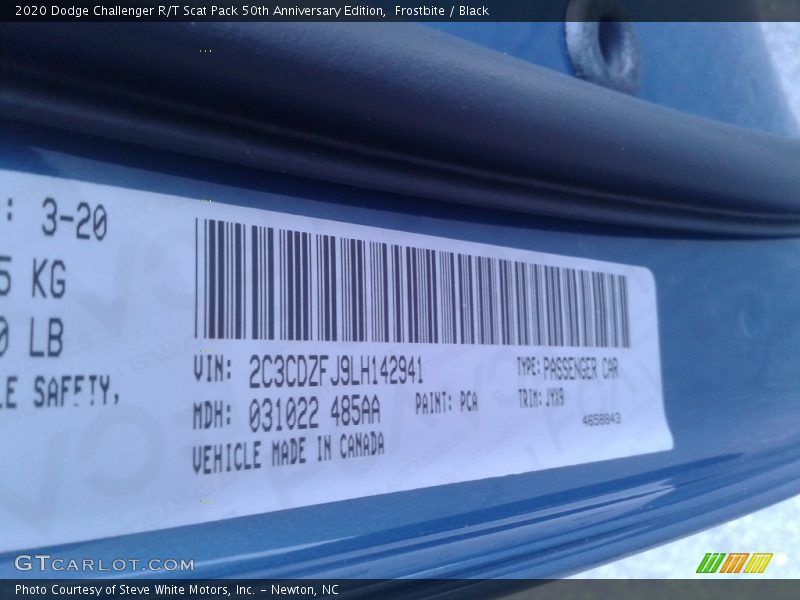 2020 Dodge Challenger R/T Scat Pack 50th Anniversary Edition, Frostbite / Black
: 3-20
5 KG
0 LB
LE SAFETY,
VIN: 2C3CDZFJ9LH142941
TYPE: PASSENGER CAR
MDH: 031022 485AA
PAINT: PCA
TRIM: JYX9
VEHICLE MADE IN CANADA
4658843
GTCARLOT.COM
Photo Courtesy of Steve White Motors, Inc. - Newton, NC